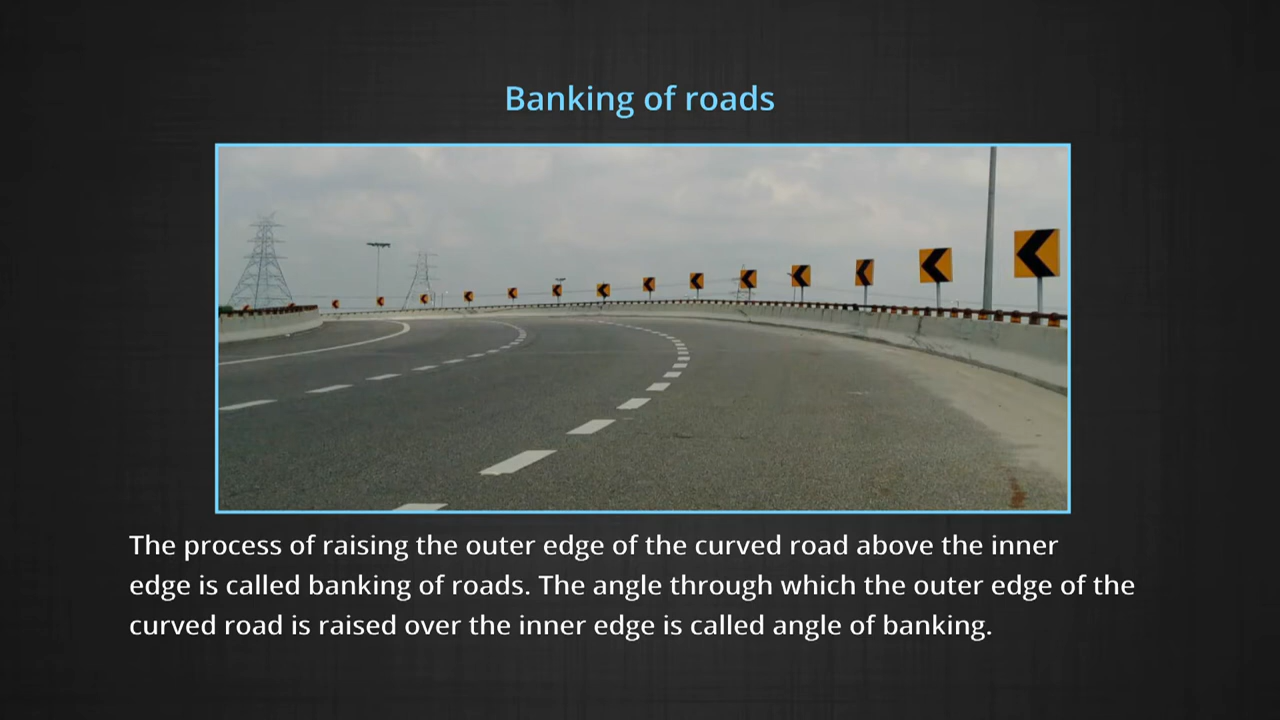 Banking of roads
The process of raising the outer edge of the curved road above the inner
edge is called banking of roads. The angle through which the outer edge of the
curved road is raised over the inner edge is called angle of banking.